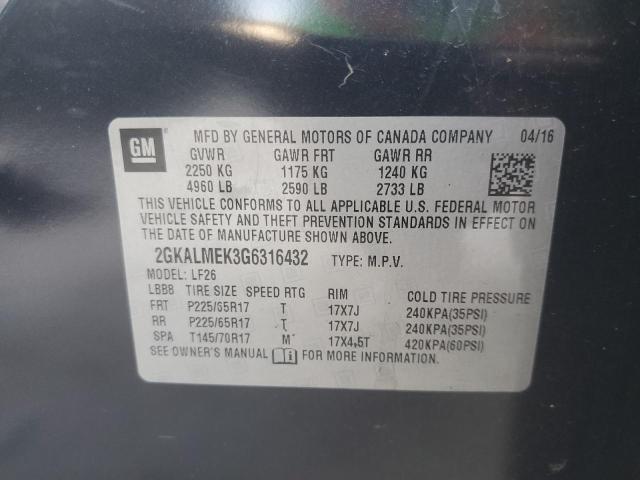 GM
MFD BY GENERAL MOTORS OF CANADA COMPANY 04/16
GVWR GAWR FRT GAWR RR
2250 KG 1175 KG 1240 KG
4960 LB 2590 LB 2733 LB
THIS VEHICLE CONFORMS TO ALL APPLICABLE U.S. FEDERAL MOTOR
VEHICLE SAFETY AND THEFT PREVENTION STANDARDS IN EFFECT ON THE
DATE OF MANUFACTURE SHOWN ABOVE.
2GKALMEK3G6316432 TYPE: M.P.V.
MODEL: LF26
LBBB TIRE SIZE SPEED RTG RIM COLD TIRE PRESSURE
FRT P225/65R17 T 17X7J 240KPA(35PSI)
RR P225/65R17 T 17X7J 240KPA(35PSI)
SPA T145/70R17 M 17X4.5T 420KPA(60PSI)
SEE OWNER'S MANUAL FOR MORE INFORMATION